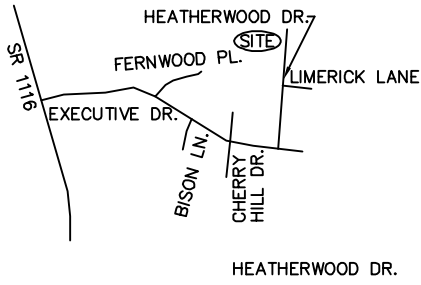 HEATHERWOOD DR.
SITE
FERNWOOD PL.
LIMERICK LANE
SR 1116
EXECUTIVE DR.
BISON LN.
CHERRY
HILL DR.
HEATHERWOOD DR.